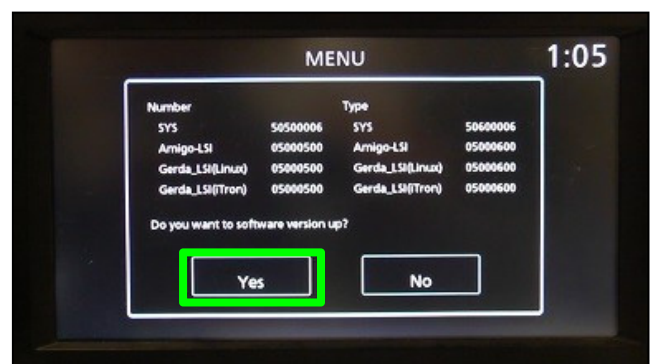 MENU 1:05
Number Type
SYS 50500006 SYS 50600006
Amigo-LSI 05000500 Amigo-LSI 05000600
Gerda_LSI(Linux) 05000500 Gerda_LSI(Linux) 05000600
Gerda_LSI(iTron) 05000500 Gerda_LSI(iTron) 05000600
Do you want to software version up?
Yes No